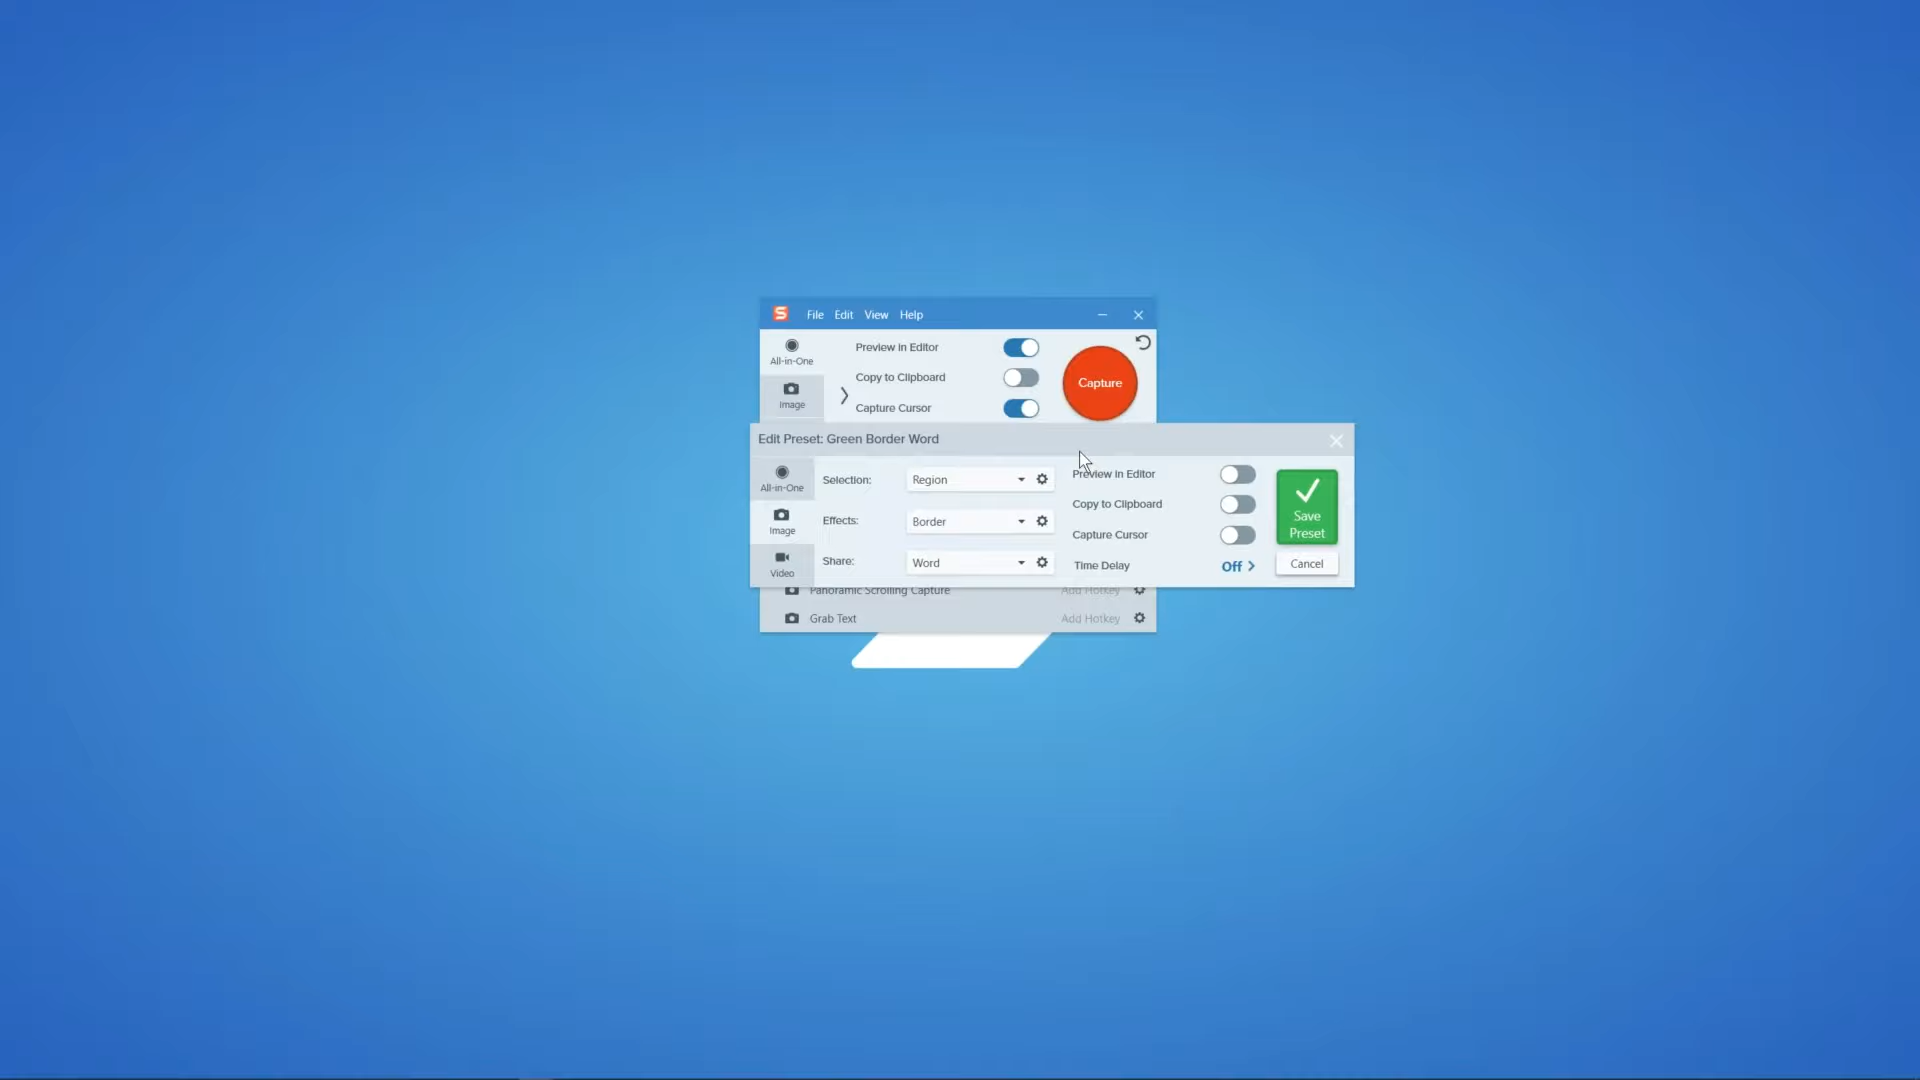 S File Edit View Help
All-in-One
Image
Preview in Editor
Copy to Clipboard
Capture Cursor
Capture
Edit Preset: Green Border Word
All-in-One
Image
Video
Selection: Region
Effects: Border
Share: Word
Preview in Editor
Copy to Clipboard
Capture Cursor
Time Delay Off
Save
Preset
Cancel
Panoramic Scrolling Capture Add Hotkey
Grab Text Add Hotkey